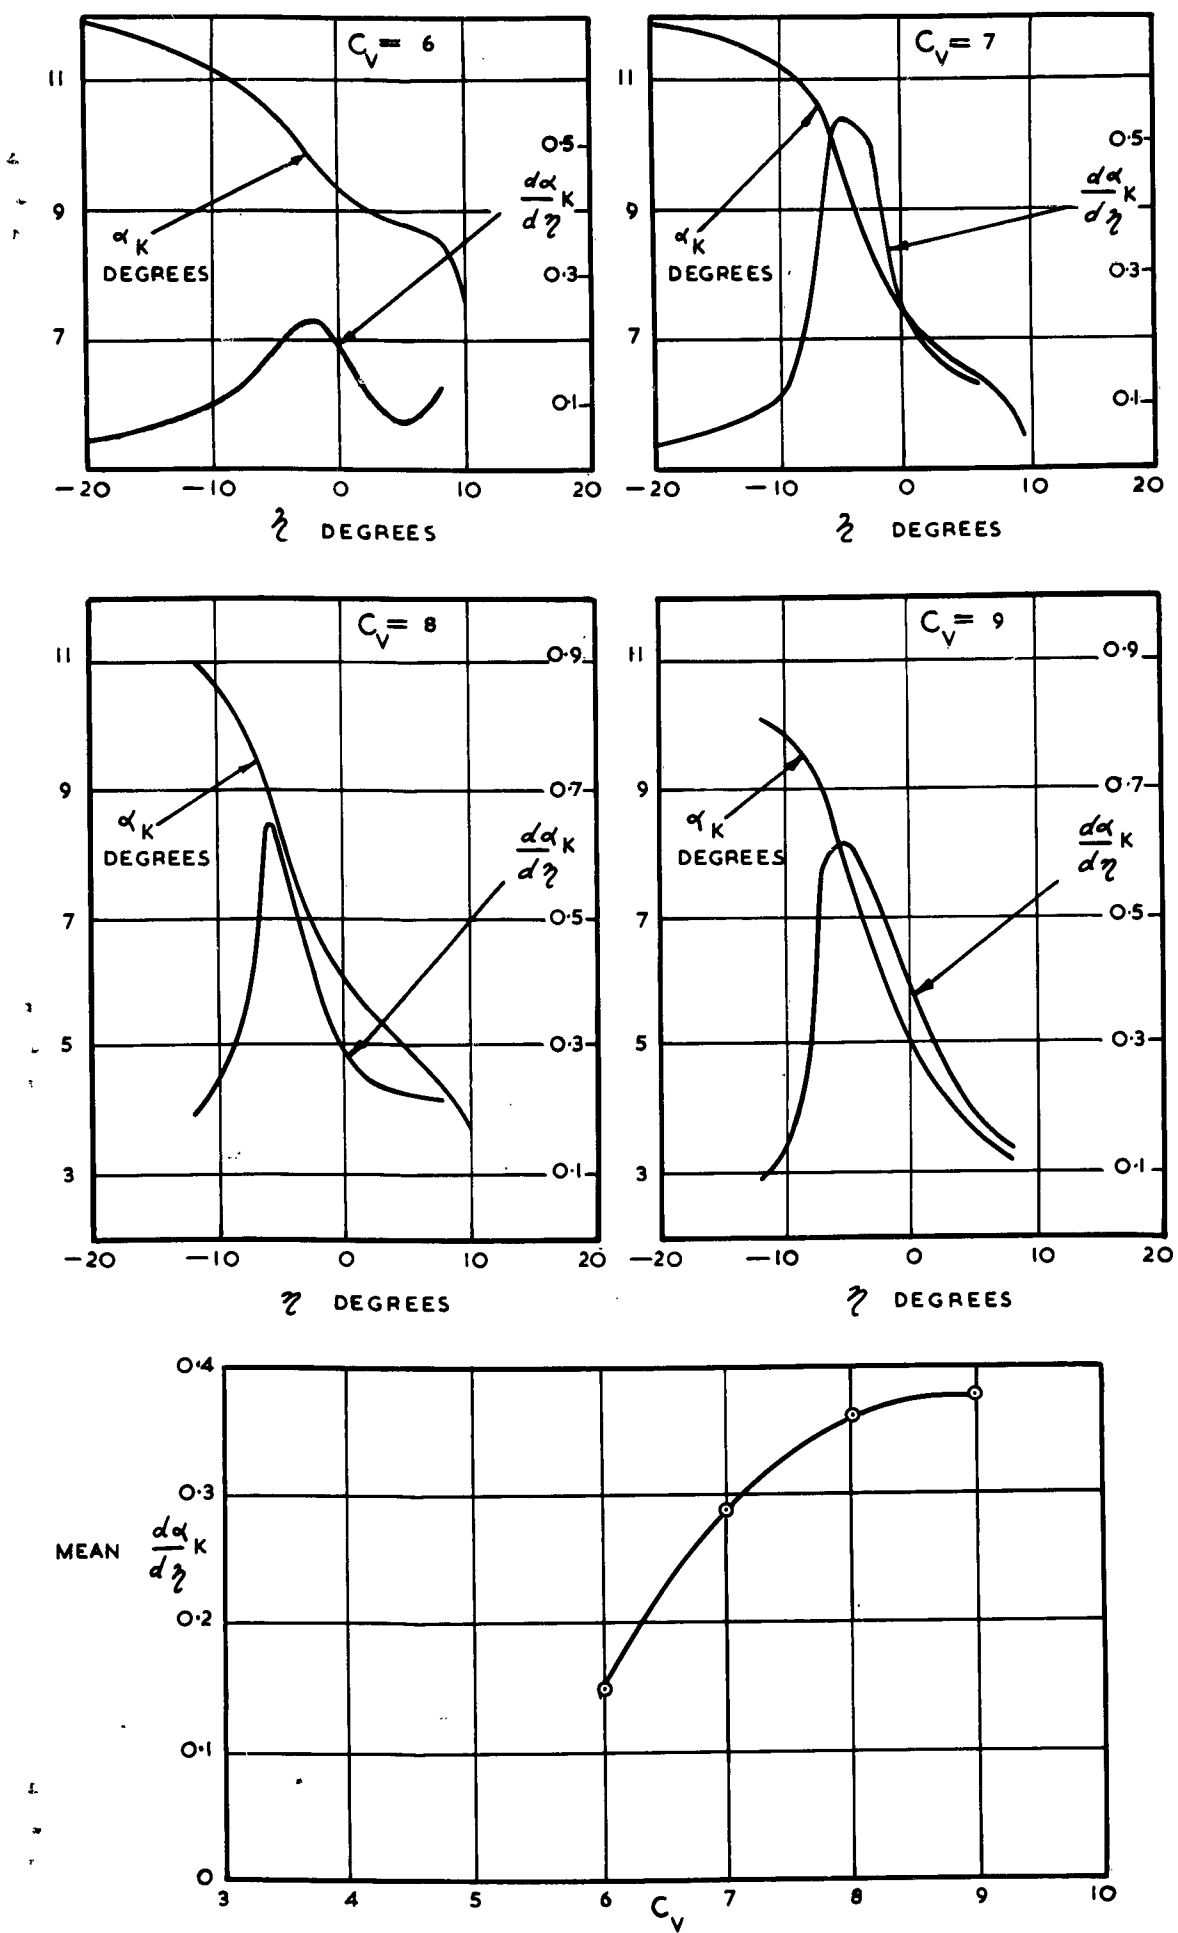 C_V = 6
11
9
7
0.5
0.3
0.1
α_K
DEGREES
dα_K
dη
-20 -10 0 10 20
η DEGREES
C_V = 7
11
9
7
0.5
0.3
0.1
α_K
DEGREES
dα_K
dη
-20 -10 0 10 20
η DEGREES
C_V = 8
11
9
7
5
3
0.9
0.7
0.5
0.3
0.1
α_K
DEGREES
dα_K
dη
-20 -10 0 10 20
η DEGREES
C_V = 9
11
9
7
5
3
0.9
0.7
0.5
0.3
0.1
α_K
DEGREES
dα_K
dη
-20 -10 0 10 20
η DEGREES
0.4
0.3
MEAN dα_K
dη
0.2
0.1
0
3 4 5 6 7 8 9 10
C_V